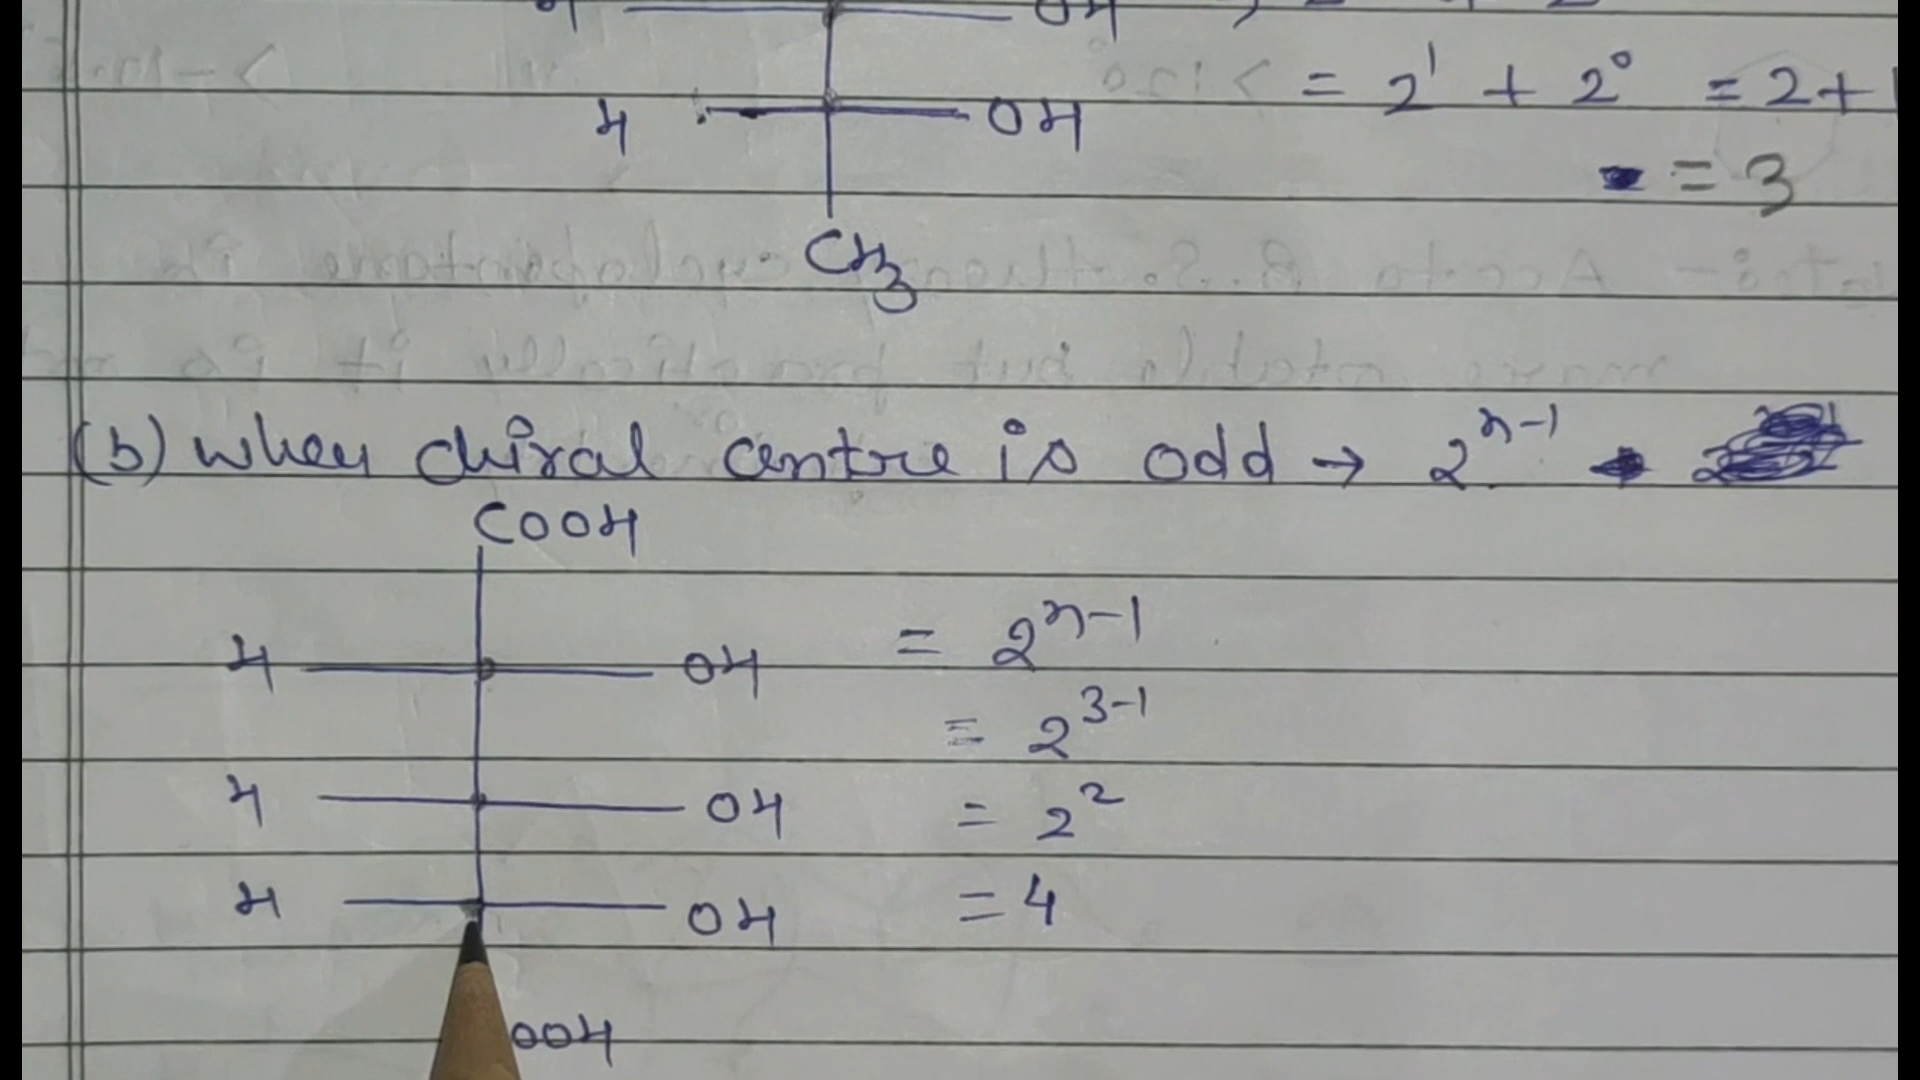 H OH
= 2¹ + 2⁰ = 2+1
H OH
= 3
CH₃
(b) when chiral centre is odd → 2ⁿ⁻¹
COOH
= 2ⁿ⁻¹
H OH
= 2³⁻¹
H OH = 2²
H OH = 4
OOH